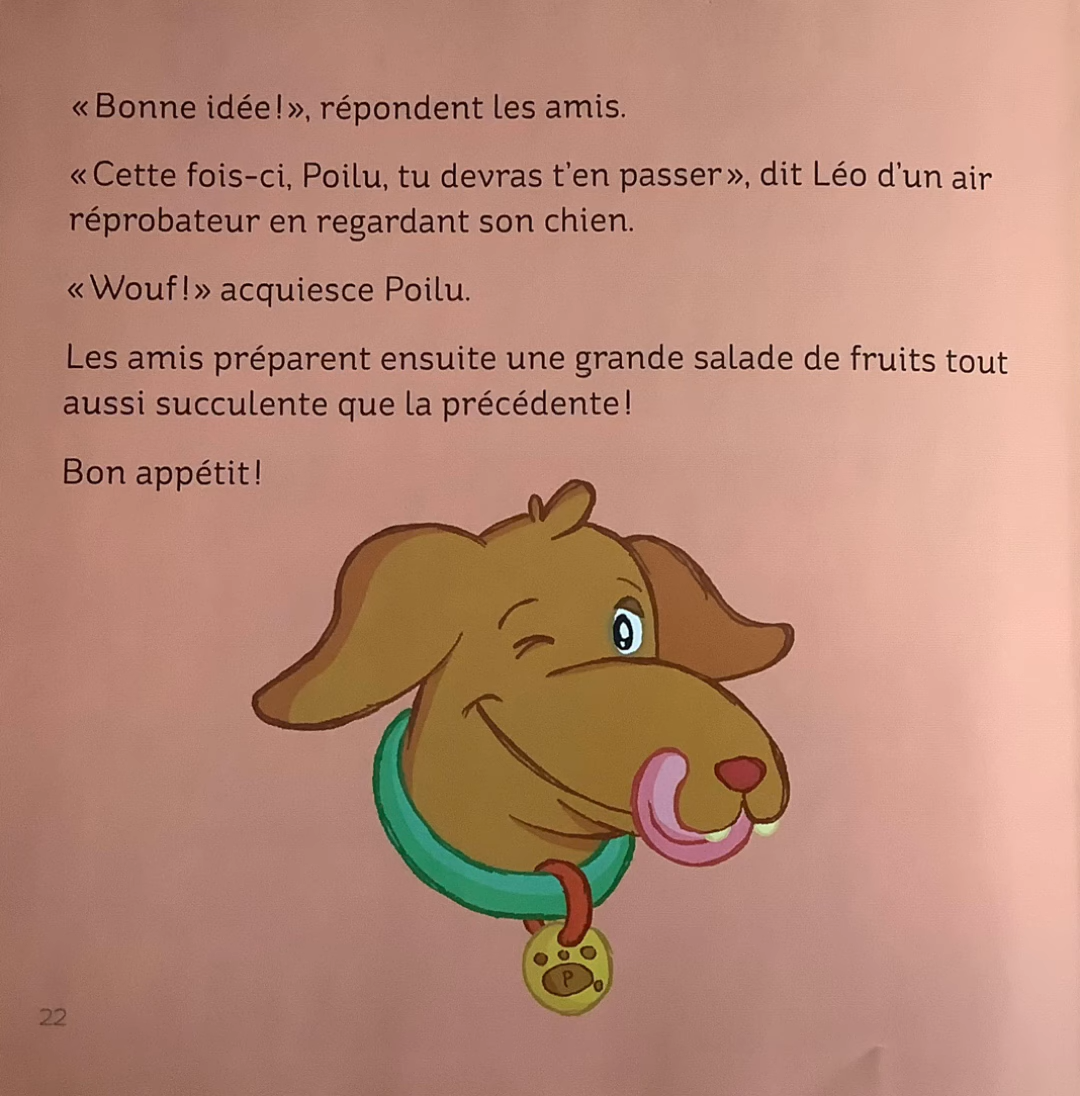 «Bonne idée!», répondent les amis.
«Cette fois-ci, Poilu, tu devras t'en passer», dit Léo d'un air
réprobateur en regardant son chien.
«Wouf!» acquiesce Poilu.
Les amis préparent ensuite une grande salade de fruits tout
aussi succulente que la précédente!
Bon appétit!
P
22